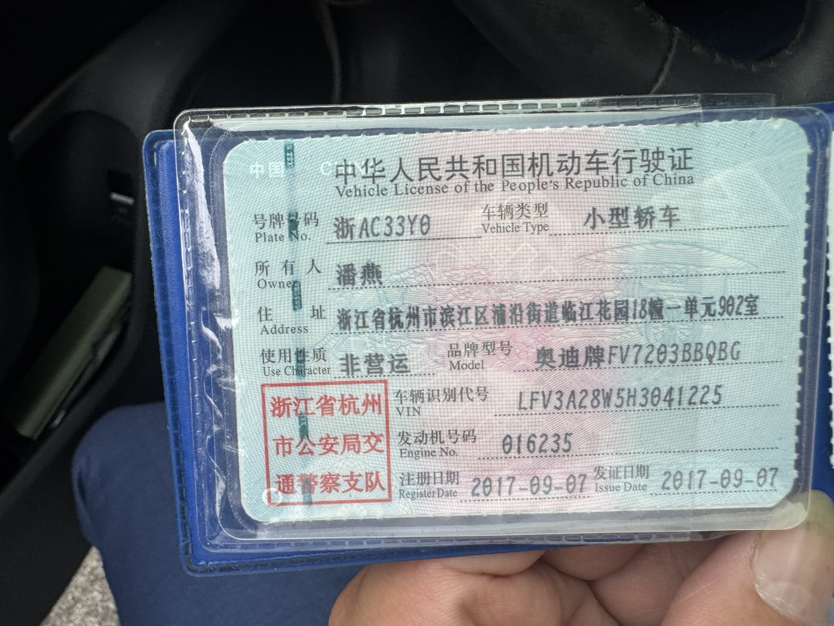 中国 C
中华人民共和国机动车行驶证
Vehicle License of the People's Republic of China
号牌号码 浙AC33Y0 车辆类型 小型轿车
Plate No. Vehicle Type
所有人 潘燕
Owner
住址 浙江省杭州市滨江区浦沿街道临江花园18幢一单元902室
Address
使用性质 非营运 品牌型号 奥迪牌FV7203BBQBG
Use Character Model
浙江省杭州
市公安局交
通警察支队
车辆识别代号 LFV3A28W5H3041225
VIN
发动机号码 016235
Engine No.
注册日期 2017-09-07 发证日期 2017-09-07
Register Date Issue Date